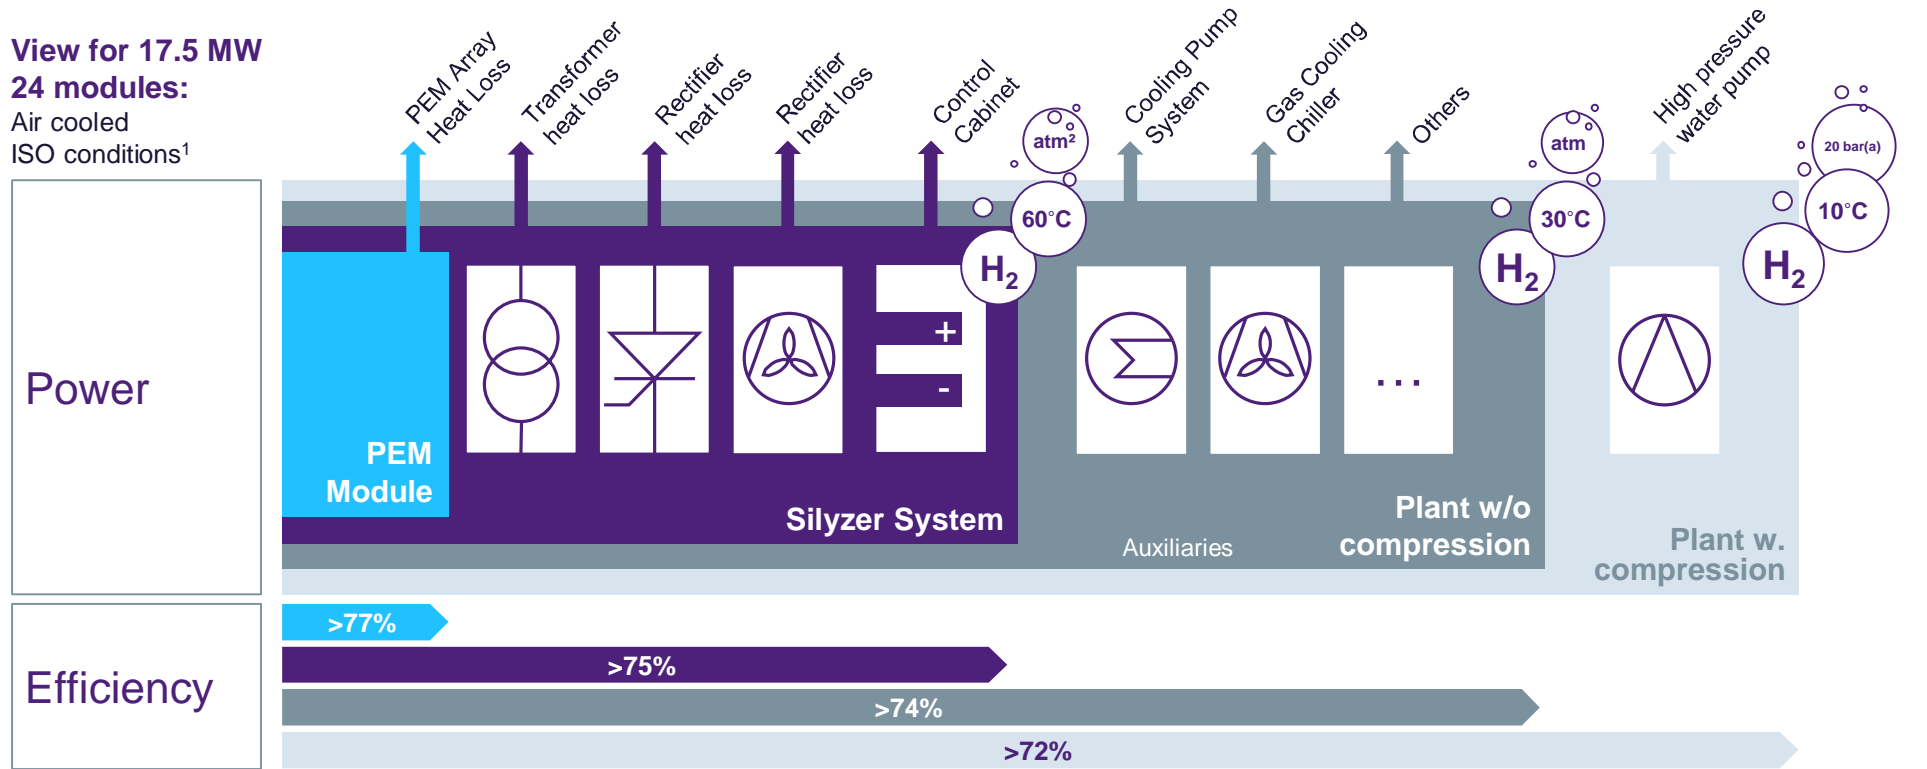 View for 17.5 MW
24 modules:
Air cooled
ISO conditions¹
PEM Array
Heat Loss
Transformer
heat loss
Rectifier
heat loss
Rectifier
heat loss
Control
Cabinet
Cooling Pump
System
Gas Cooling
Chiller
Others
High pressure
water pump
atm²
60°C
H₂
atm
30°C
H₂
20 bar(a)
10°C
H₂
Power
+
-
...
PEM
Module
Silyzer System
Auxiliaries
Plant w/o
compression
Plant w.
compression
Efficiency
>77%
>75%
>74%
>72%